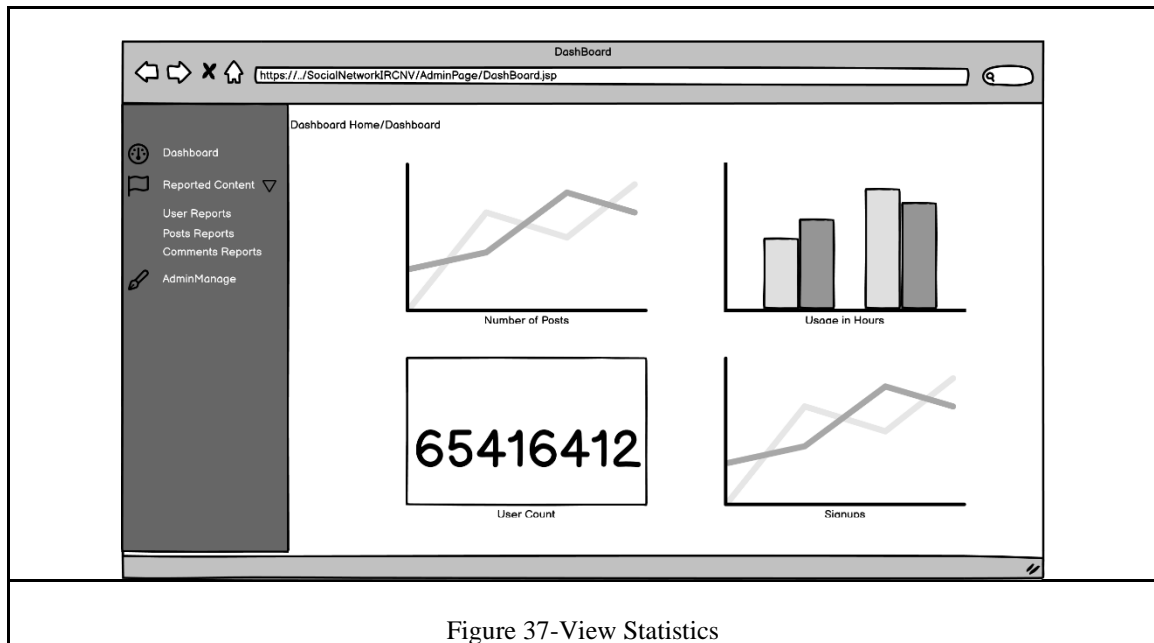 DashBoard
https://../SocialNetworkIRCNV/AdminPage/DashBoard.jsp
Dashboard Home/Dashboard
Dashboard
Reported Content
User Reports
Posts Reports
Comments Reports
AdminManage
Number of Posts
Usage in Hours
65416412
User Count
Signups
Figure 37-View Statistics